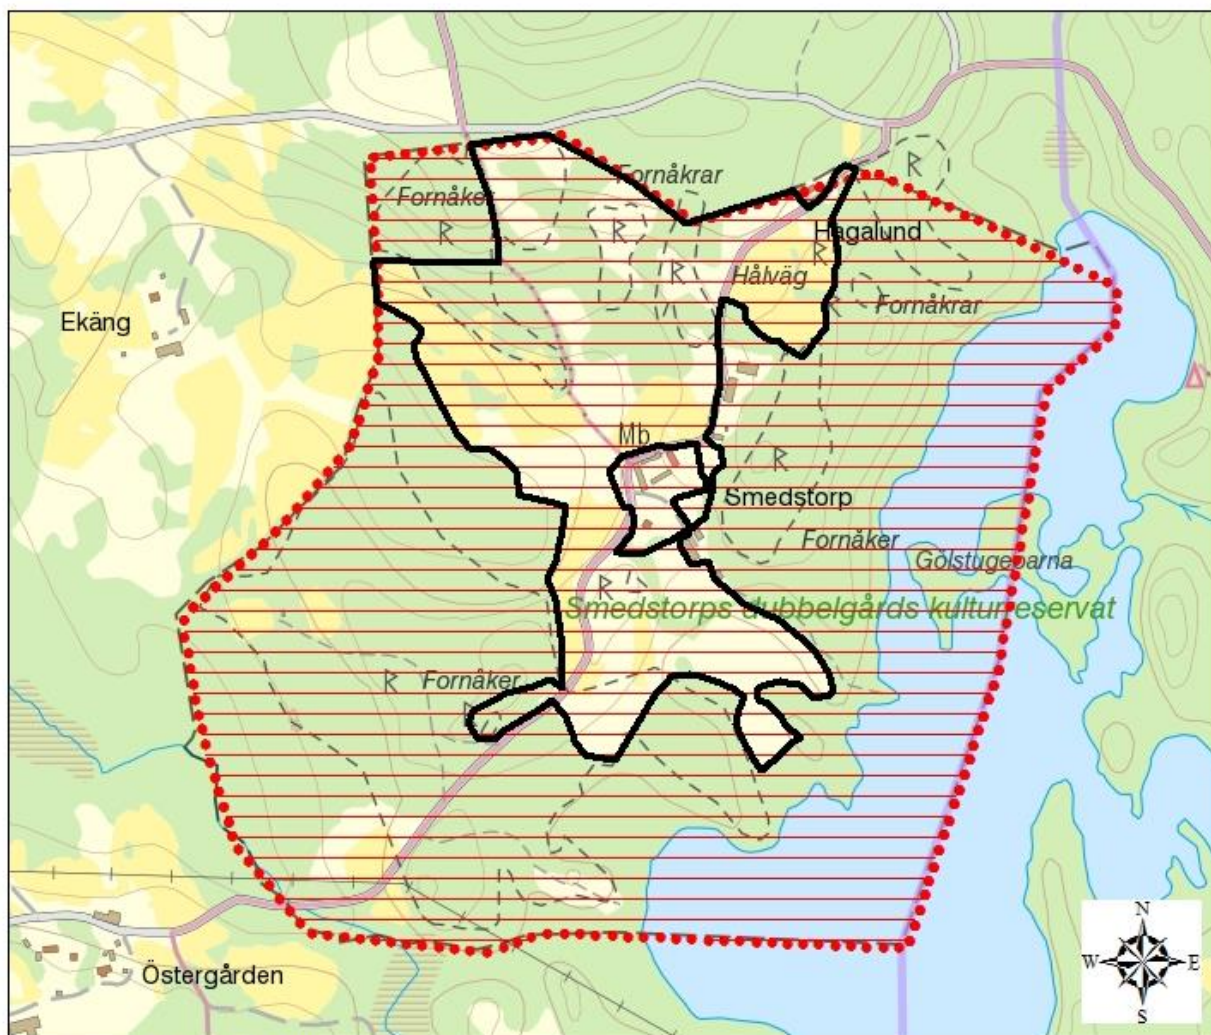 Fornåkrar
Fornåker
R
R
R
R
Hagalund
R
Hålväg
R
Fornåkrar
Ekäng
Mb
R
Smedstorp
Fornåker
Gölstugebarna
R
Smedstorps dubbelgårds kulturreservat
R
Fornåker
R
Östergården
N
W
E
S